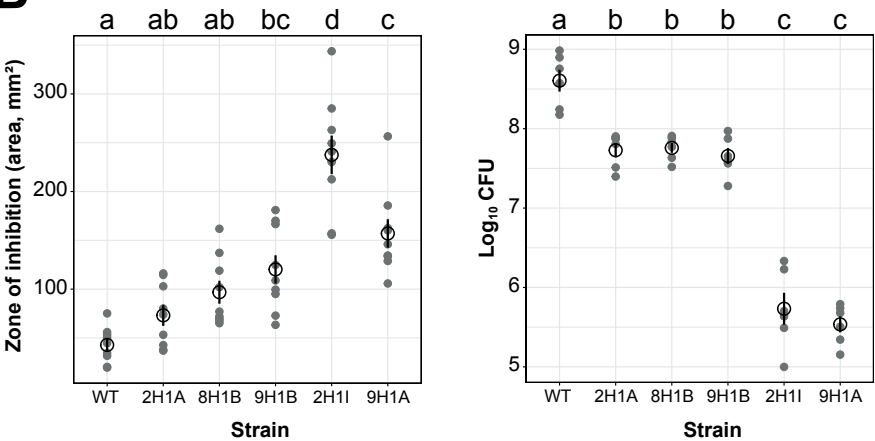 a ab ab bc d c
Zone of inhibition (area, mm²)
300
200
100
WT 2H1A 8H1B 9H1B 2H1I 9H1A
Strain
a b b b c c
Log₁₀ CFU
9
8
7
6
5
WT 2H1A 8H1B 9H1B 2H1I 9H1A
Strain